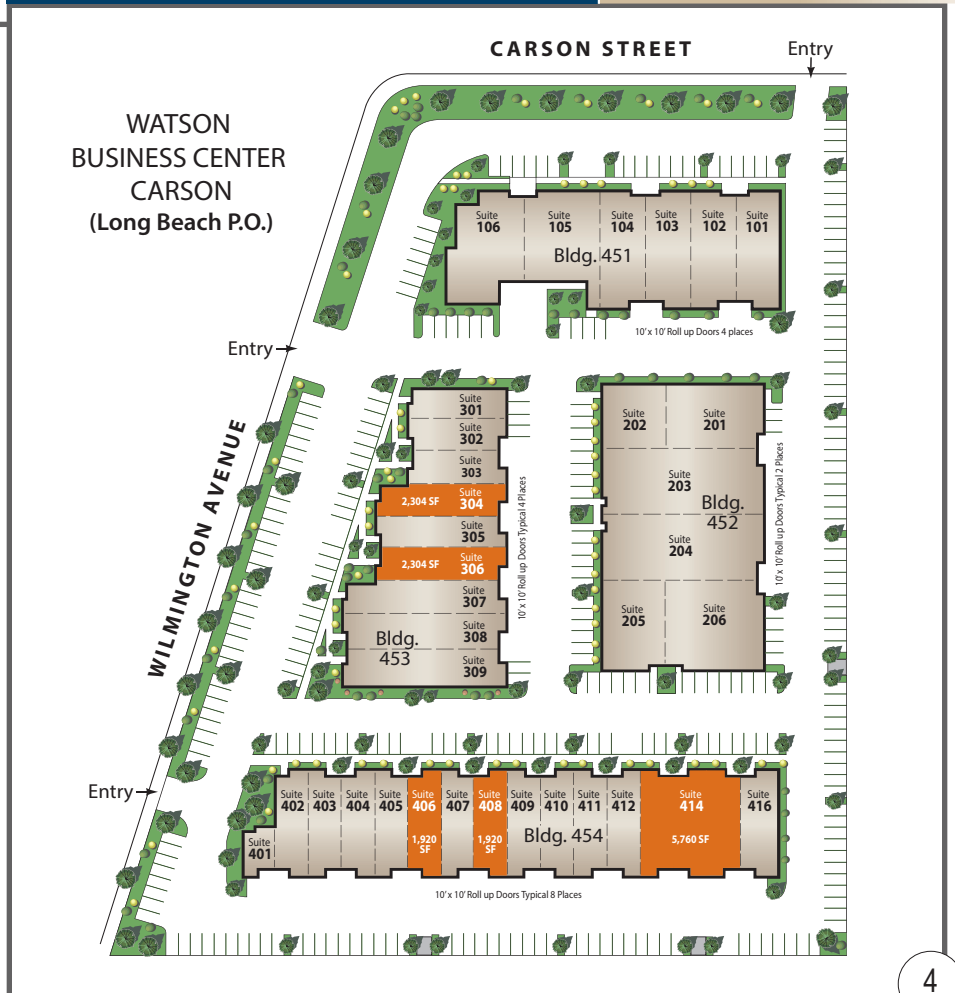 CARSON STREET
Entry
WATSON
BUSINESS CENTER
CARSON
(Long Beach P.O.)
Suite
106
Suite
105
Suite
104
Suite
103
Suite
102
Suite
101
Bldg. 451
10' x 10' Roll up Doors 4 places
Entry
WILMINGTON AVENUE
Suite
301
Suite
302
Suite
303
2,304 SF
Suite
304
Suite
305
2,304 SF
Suite
306
Suite
307
Suite
308
Suite
309
Bldg.
453
10' x 10' Roll up Doors Typical 4 Places
Suite
202
Suite
201
Suite
203
Bldg.
452
Suite
204
Suite
205
Suite
206
10' x 10' Roll up Doors Typical 2 Places
Entry
Suite
401
Suite
402
Suite
403
Suite
404
Suite
405
Suite
406
1,920
SF
Suite
407
Suite
408
1,920
SF
Suite
409
Suite
410
Suite
411
Suite
412
Suite
414
5,760 SF
Suite
416
Bldg. 454
10' x 10' Roll up Doors Typical 8 Places
4